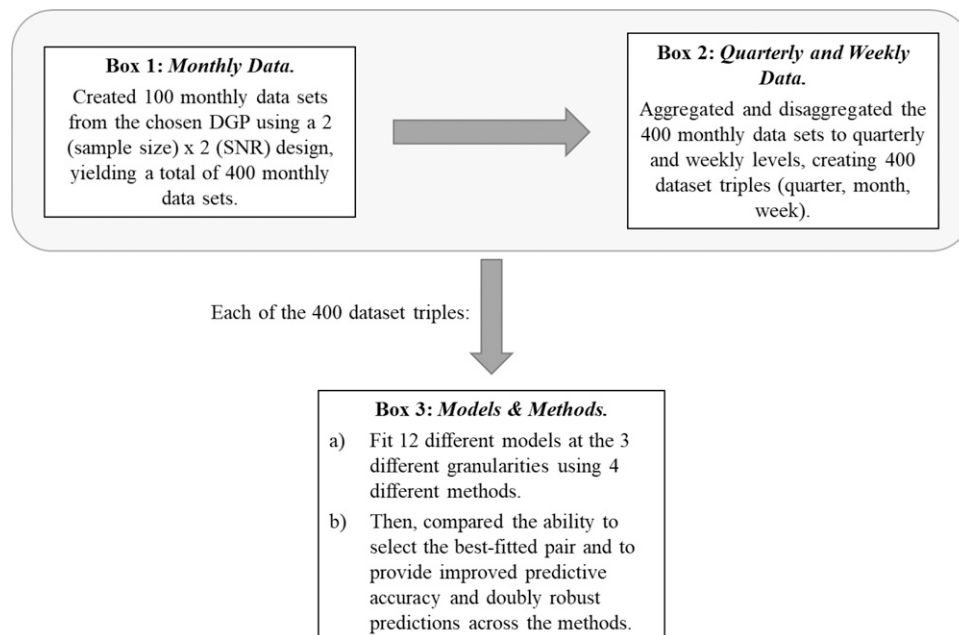 Box 1: Monthly Data.
Created 100 monthly data sets
from the chosen DGP using a 2
(sample size) x 2 (SNR) design,
yielding a total of 400 monthly
data sets.
Box 2: Quarterly and Weekly
Data.
Aggregated and disaggregated the
400 monthly data sets to quarterly
and weekly levels, creating 400
dataset triples (quarter, month,
week).
Each of the 400 dataset triples:
Box 3: Models & Methods.
a) Fit 12 different models at the 3
different granularities using 4
different methods.
b) Then, compared the ability to
select the best-fitted pair and to
provide improved predictive
accuracy and doubly robust
predictions across the methods.